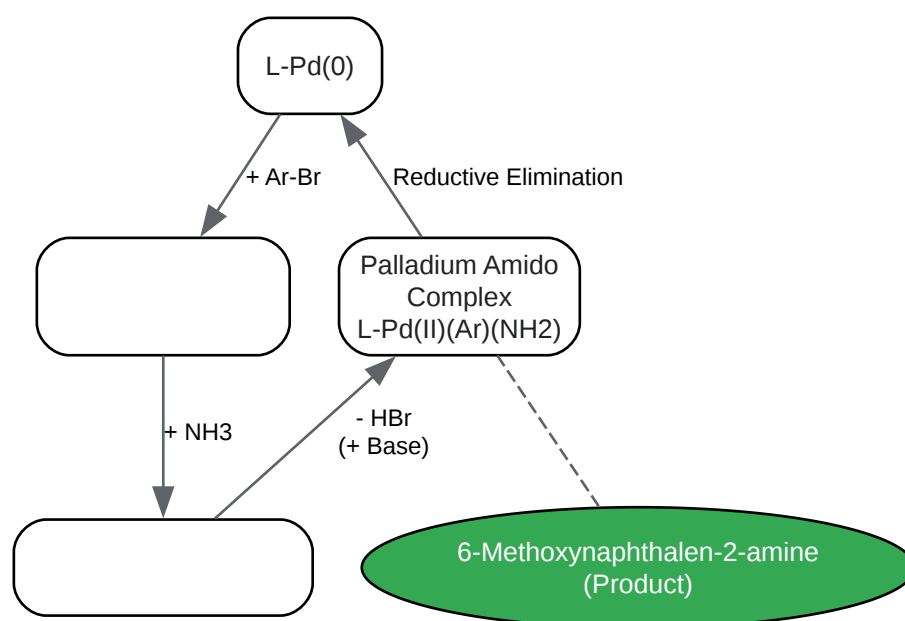 L-Pd(0)
+ Ar-Br
Reductive Elimination
Palladium Amido
Complex
L-Pd(II)(Ar)(NH2)
+ NH3
- HBr
(+ Base)
6-Methoxynaphthalen-2-amine
(Product)